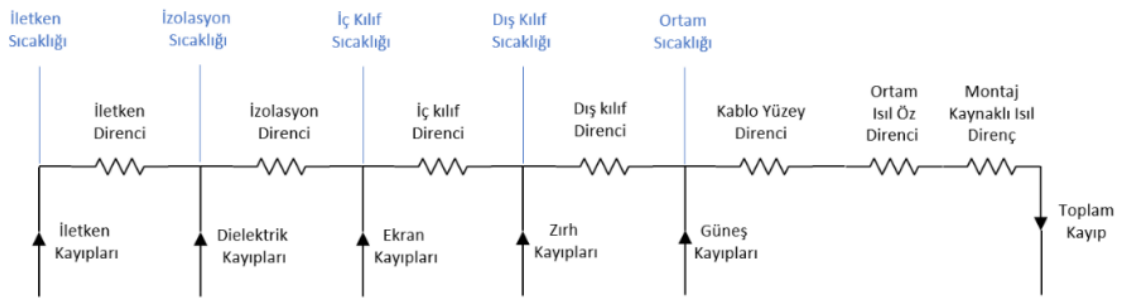 İletken
Sıcaklığı
İzolasyon
Sıcaklığı
İç Kılıf
Sıcaklığı
Dış Kılıf
Sıcaklığı
Ortam
Sıcaklığı
İletken
Direnci
İzolasyon
Direnci
İç kılıf
Direnci
Dış kılıf
Direnci
Kablo Yüzey
Direnci
Ortam
Isıl Öz
Direnci
Montaj
Kaynaklı Isıl
Direnç
İletken
Kayıpları
Dielektrik
Kayıpları
Ekran
Kayıpları
Zırh
Kayıpları
Güneş
Kayıpları
Toplam
Kayıp